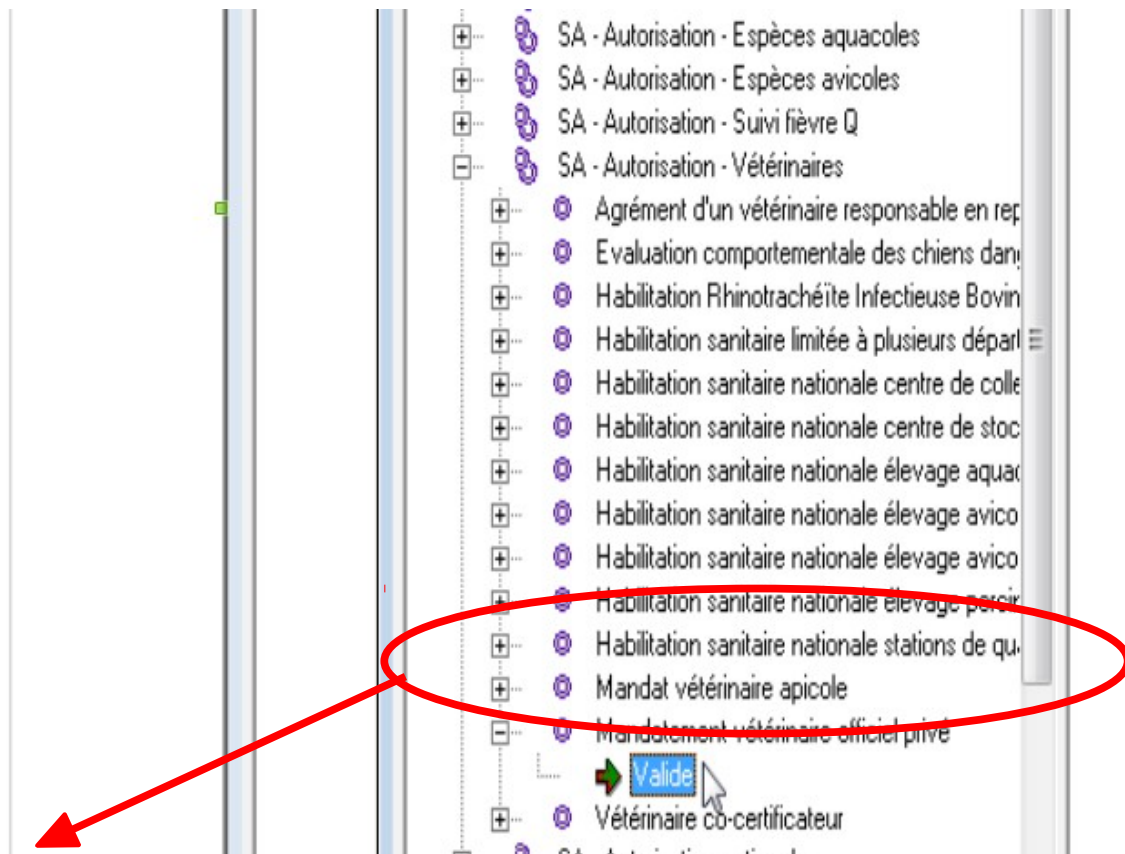 SA - Autorisation - Espèces aquacoles
SA - Autorisation - Espèces avicoles
SA - Autorisation - Suivi fièvre Q
SA - Autorisation - Vétérinaires
Agrément d'un vétérinaire responsable en rep
Evaluation comportementale des chiens dan
Habilitation Rhinotrachéïte Infectieuse Bovin
Habilitation sanitaire limitée à plusieurs départ
Habilitation sanitaire nationale centre de colle
Habilitation sanitaire nationale centre de stoc
Habilitation sanitaire nationale élevage aquac
Habilitation sanitaire nationale élevage avico
Habilitation sanitaire nationale élevage avico
Habilitation sanitaire nationale élevage porcin
Habilitation sanitaire nationale stations de qu
Mandat vétérinaire apicole
Mandatement vétérinaire officiel privé
Valide
Vétérinaire co-certificateur